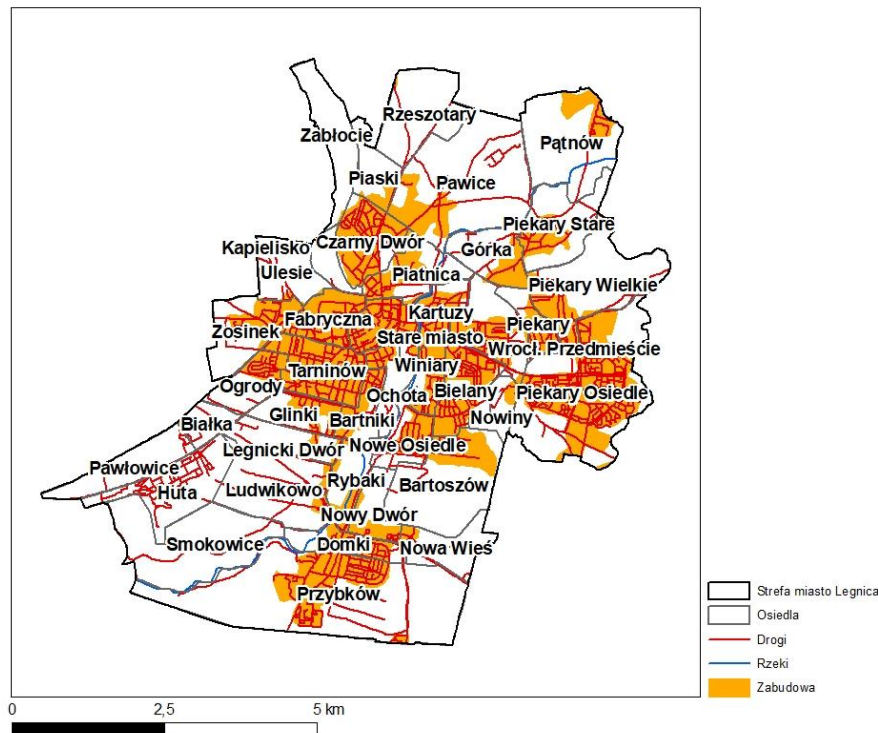 Rzeszotary
Zabłocie
Pątnów
Piaski
Pawice
Piekary Stare
Czarny Dwór
Kapielisko
Górka
Ulesie
Piatnica
Piekary Wielkie
Kartuzy
Fabryczna
Piekary
Zosinek
Stare miasto
Wrocł. Przedmieście
Winiary
Tarninów
Ogrody
Ochota
Bielany
Piekary Osiedle
Glinki
Bartniki
Nowiny
Białka
Legnicki Dwór
Nowe Osiedle
Pawłowice
Rybaki
Huta
Ludwikowo
Bartoszów
Nowy Dwór
Smokowice
Domki
Nowa Wieś
Przybków
Strefa miasto Legnica
Osiedla
Drogi
Rzeki
Zabudowa
0 2,5 5 km